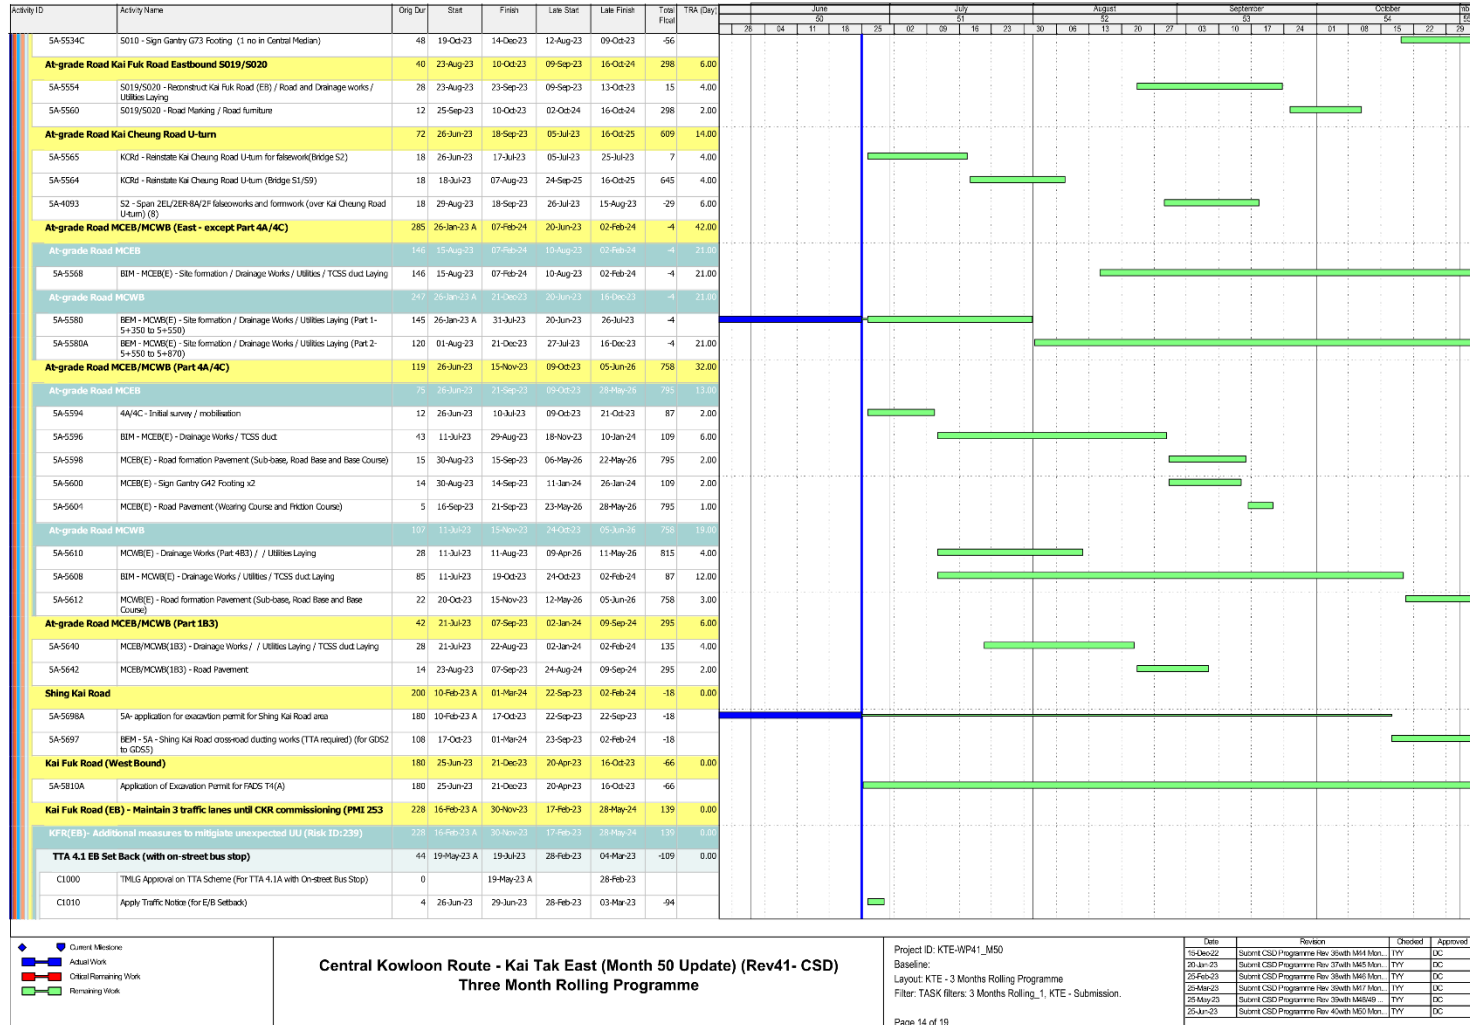 Activity ID Activity Name Orig Dur Start Finish Late Start Late Finish Total Float TRA (Day) June July August September October
50 51 52 53 54
28 04 11 18 25 02 09 16 23 30 06 13 20 27 03 10 17 24 01 08 15 22 29
5A-5534C S010 - Sign Gantry G73 Footing (1 no in Central Median) 48 19-Oct-23 14-Dec-23 12-Aug-23 09-Oct-23 -56
At-grade Road Kai Fuk Road Eastbound S019/S020 40 23-Aug-23 10-Oct-23 09-Sep-23 16-Oct-24 298 6.00
5A-5554 S019/S020 - Reconstruct Kai Fuk Road (EB) / Road and Drainage works / Utilities Laying 28 23-Aug-23 23-Sep-23 09-Sep-23 13-Oct-23 15 4.00
5A-5560 S019/S020 - Road Marking / Road furniture 12 25-Sep-23 10-Oct-23 02-Oct-24 16-Oct-24 298 2.00
At-grade Road Kai Cheung Road U-turn 72 26-Jun-23 18-Sep-23 05-Jul-23 16-Oct-25 609 14.00
5A-5565 KCRd - Reinstate Kai Cheung Road U-turn for falsework(Bridge S2) 18 26-Jun-23 17-Jul-23 05-Jul-23 25-Jul-23 7 4.00
5A-5564 KCRd - Reinstate Kai Cheung Road U-turn (Bridge S1/S9) 18 18-Jul-23 07-Aug-23 24-Sep-25 16-Oct-25 645 4.00
5A-4093 S2 - Span 2EL/2ER-8A/2F falseoworks and formwork (over Kai Cheung Road U-turn) (8) 18 29-Aug-23 18-Sep-23 26-Jul-23 15-Aug-23 -29 6.00
At-grade Road MCEB/MCWB (East - except Part 4A/4C) 285 26-Jan-23 A 07-Feb-24 20-Jun-23 02-Feb-24 -4 42.00
At-grade Road MCEB 146 15-Aug-23 07-Feb-24 10-Aug-23 02-Feb-24 -4 21.00
5A-5568 BIM - MCEB(E) - Site formation / Drainage Works / Utilities / TCSS duct Laying 146 15-Aug-23 07-Feb-24 10-Aug-23 02-Feb-24 -4 21.00
At-grade Road MCWB 247 26-Jan-23 A 21-Dec-23 20-Jun-23 16-Dec-23 -4 21.00
5A-5580 BEM - MCWB(E) - Site formation / Drainage Works / Utilities Laying (Part 1- 5+350 to 5+550) 145 26-Jan-23 A 31-Jul-23 20-Jun-23 26-Jul-23 -4
5A-5580A BEM - MCWB(E) - Site formation / Drainage Works / Utilities Laying (Part 2- 5+550 to 5+870) 120 01-Aug-23 21-Dec-23 27-Jul-23 16-Dec-23 -4 21.00
At-grade Road MCEB/MCWB (Part 4A/4C) 119 26-Jun-23 15-Nov-23 09-Oct-23 05-Jun-26 758 32.00
At-grade Road MCEB 75 26-Jun-23 21-Sep-23 09-Oct-23 28-May-26 795 13.00
5A-5594 4A/4C - Initial survey / mobilisation 12 26-Jun-23 10-Jul-23 09-Oct-23 21-Oct-23 87 2.00
5A-5596 BIM - MCEB(E) - Drainage Works / TCSS duct 43 11-Jul-23 29-Aug-23 18-Nov-23 10-Jan-24 109 6.00
5A-5598 MCEB(E) - Road formation Pavement (Sub-base, Road Base and Base Course) 15 30-Aug-23 15-Sep-23 06-May-26 22-May-26 795 2.00
5A-5600 MCEB(E) - Sign Gantry G42 Footing x2 14 30-Aug-23 14-Sep-23 11-Jan-24 26-Jan-24 109 2.00
5A-5604 MCEB(E) - Road Pavement (Wearing Course and Friction Course) 5 16-Sep-23 21-Sep-23 23-May-26 28-May-26 795 1.00
At-grade Road MCWB 107 11-Jul-23 15-Nov-23 24-Oct-23 05-Jun-26 758 19.00
5A-5610 MCWB(E) - Drainage Works (Part 4B3) / / Utilities Laying 28 11-Jul-23 11-Aug-23 09-Apr-26 11-May-26 815 4.00
5A-5608 BIM - MCWB(E) - Drainage Works / Utilities / TCSS duct Laying 85 11-Jul-23 19-Oct-23 24-Oct-23 02-Feb-24 87 12.00
5A-5612 MCWB(E) - Road formation Pavement (Sub-base, Road Base and Base Course) 22 20-Oct-23 15-Nov-23 12-May-26 05-Jun-26 758 3.00
At-grade Road MCEB/MCWB (Part 1B3) 42 21-Jul-23 07-Sep-23 02-Jan-24 09-Sep-24 295 6.00
5A-5640 MCEB/MCWB(1B3) - Drainage Works / / Utilities Laying / TCSS duct Laying 28 21-Jul-23 22-Aug-23 02-Jan-24 02-Feb-24 135 4.00
5A-5642 MCEB/MCWB(1B3) - Road Pavement 14 23-Aug-23 07-Sep-23 24-Aug-24 09-Sep-24 295 2.00
Shing Kai Road 200 10-Feb-23 A 01-Mar-24 22-Sep-23 02-Feb-24 -18 0.00
5A-5698A 5A- application for exacavtion permit for Shing Kai Road area 180 10-Feb-23 A 17-Oct-23 22-Sep-23 22-Sep-23 -18
5A-5697 BEM - 5A - Shing Kai Road cross-road ducting works (TTA required) (for GDS2 to GDS5) 108 17-Oct-23 01-Mar-24 23-Sep-23 02-Feb-24 -18
Kai Fuk Road (West Bound) 180 25-Jun-23 21-Dec-23 20-Apr-23 16-Oct-23 -66 0.00
5A-5810A Application of Excavation Permit for FADS T4(A) 180 25-Jun-23 21-Dec-23 20-Apr-23 16-Oct-23 -66
Kai Fuk Road (EB) - Maintain 3 traffic lanes until CKR commissioning (PMI 253 228 16-Feb-23 A 30-Nov-23 17-Feb-23 28-May-24 139 0.00
KFR(EB)- Additional measures to mitigiate unexpected UU (Risk ID:239) 228 16-Feb-23 A 30-Nov-23 17-Feb-23 28-May-24 139 0.00
TTA 4.1 EB Set Back (with on-street bus stop) 44 19-May-23 A 19-Jul-23 28-Feb-23 04-Mar-23 -109 0.00
C1000 TMLG Approval on TTA Scheme (For TTA 4.1A with On-street Bus Stop) 0 19-May-23 A 28-Feb-23
C1010 Apply Traffic Notice (for E/B Setback) 4 26-Jun-23 29-Jun-23 28-Feb-23 03-Mar-23 -94
Current Milestone
Actual Work
Critical Remaining Work
Remaining Work
Central Kowloon Route - Kai Tak East (Month 50 Update) (Rev41- CSD)
Three Month Rolling Programme
Project ID: KTE-WP41_M50
Baseline:
Layout: KTE - 3 Months Rolling Programme
Filter: TASK filters: 3 Months Rolling_1, KTE - Submission.
Page 14 of 19
Date Revision Checked Approved
15-Dec-22 Submit CSD Programme Rev 36with M44 Mon... TYY DC
20-Jan-23 Submit CSD Programme Rev 37with M45 Mon... TYY DC
25-Feb-23 Submit CSD Programme Rev 38with M46 Mon... TYY DC
25-Mar-23 Submit CSD Programme Rev 39with M47 Mon... TYY DC
25-May-23 Submit CSD Programme Rev 39with M48/49 ... TYY DC
25-Jun-23 Submit CSD Programme Rev 40with M50 Mon... TYY DC